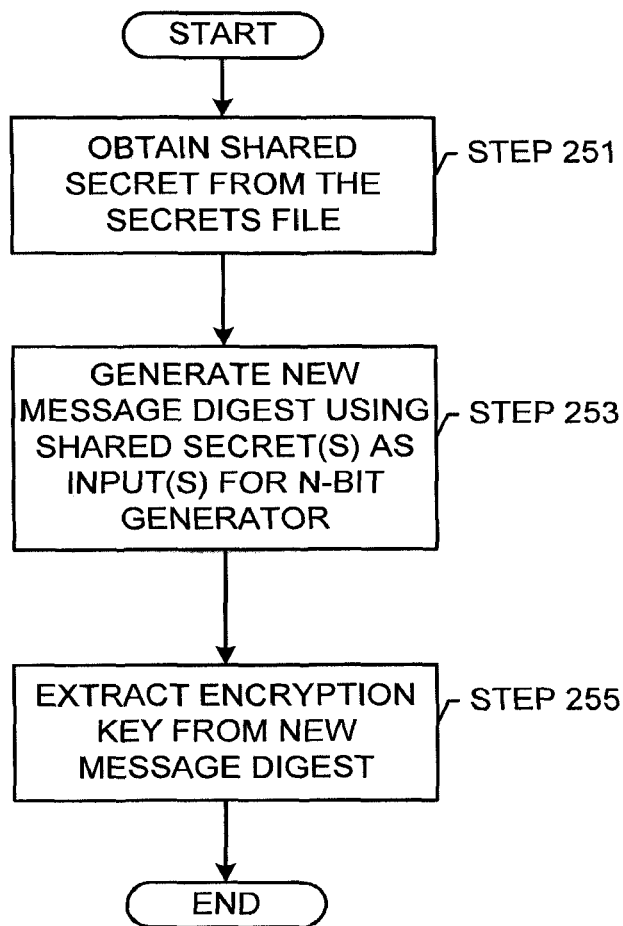 START
OBTAIN SHARED
SECRET FROM THE
SECRETS FILE
STEP 251
GENERATE NEW
MESSAGE DIGEST USING
SHARED SECRET(S) AS
INPUT(S) FOR N-BIT
GENERATOR
STEP 253
EXTRACT ENCRYPTION
KEY FROM NEW
MESSAGE DIGEST
STEP 255
END